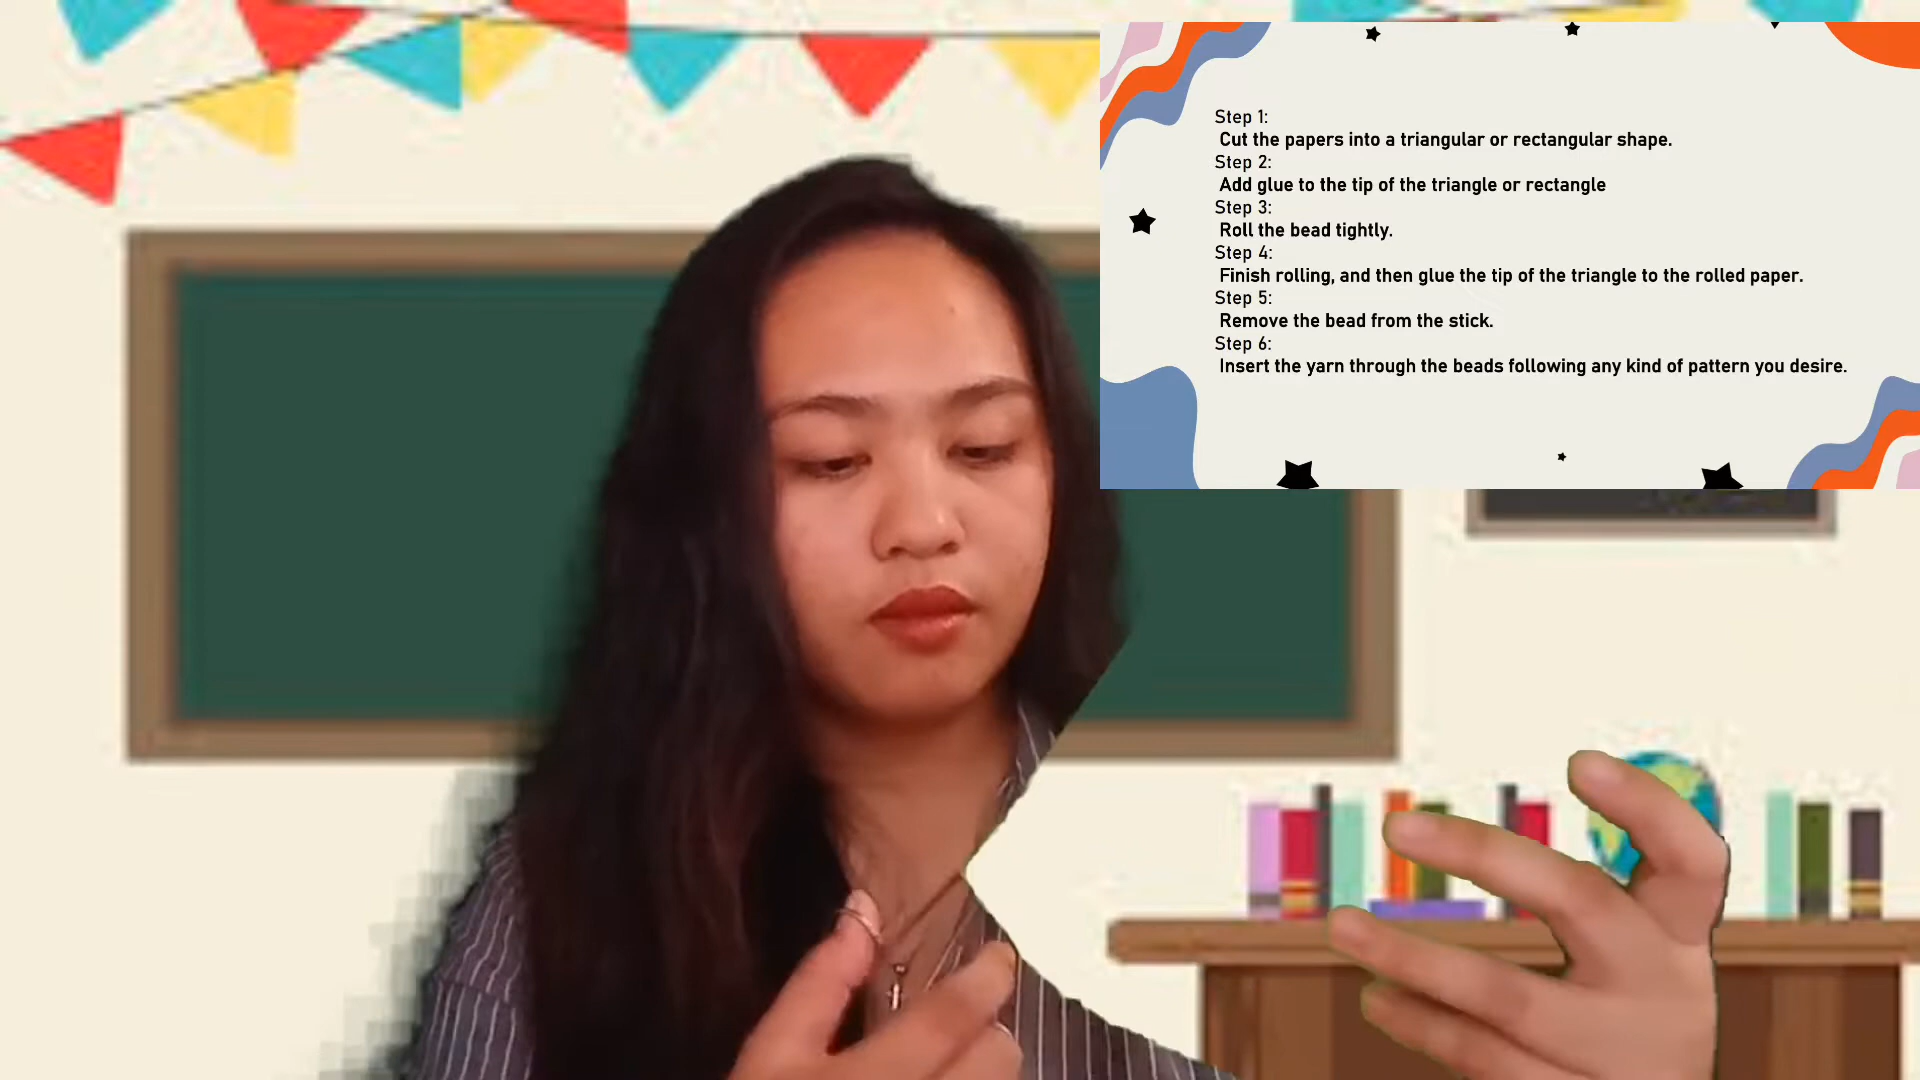 Step 1:
Cut the papers into a triangular or rectangular shape.
Step 2:
Add glue to the tip of the triangle or rectangle
Step 3:
Roll the bead tightly.
Step 4:
Finish rolling, and then glue the tip of the triangle to the rolled paper.
Step 5:
Remove the bead from the stick.
Step 6:
Insert the yarn through the beads following any kind of pattern you desire.